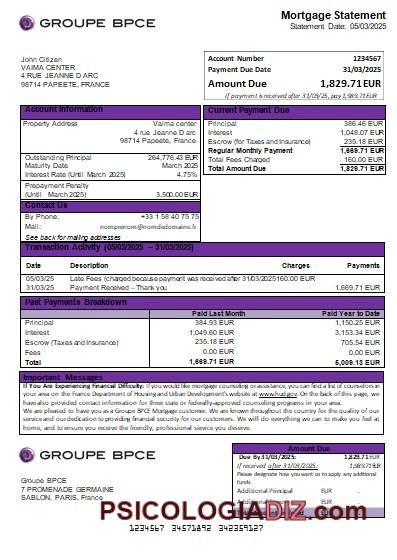 GROUPE BPCE
Mortgage Statement
Statement Date: 05/03/2025
John Citizen
VAIMA CENTER
4 RUE JEANNE D ARC
98714 PAPEETE, FRANCE
Account Number 1234567
Payment Due Date 31/03/2025
Amount Due 1,829.71EUR
If payment is received after 31/03/25, pay 1,989.71EUR
Account Information
Property Address Vaima center
4 rue Jeanne D arc
98714 Papeete, France
Outstanding Principal 264,776.43 EUR
Maturity Date March 2025
Interest Rate (Until March 2025) 4.75%
Prepayment Penalty
(Until March 2025) 3,500.00 EUR
Contact Us
By Phone: +33 1 58 40 75 75
Mail: nomprenom@nomdedomaine.fr
See back for mailing addresses
Current Payment Due
Principal 386.46 EUR
Interest 1,048.07 EUR
Escrow (for Taxes and Insurance) 235.18 EUR
Regular Monthly Payment 1,669.71 EUR
Total Fees Charged 160.00 EUR
Total Amount Due 1,829.71 EUR
Transaction Activity (05/03/2025 – 31/03/2025)
Date Description Charges Payments
05/03/25 Late Fees (charged because payment was received after 31/03/2025160.00 EUR
31/03/25 Payment Received – Thank you 1,669.71 EUR
Past Payments Breakdown
Paid Last Month Paid Year to Date
Principal 384.93 EUR 1,150.25 EUR
Interest 1,049.60 EUR 3,153.34 EUR
Escrow (Taxes and Insurance) 235.18 EUR 705.54 EUR
Fees 0.00 EUR 0.00 EUR
Total 1,669.71 EUR 5,009.13 EUR
Important Messages
If You Are Experiencing Financial Difficulty: If you would like mortgage counseling or assistance, you can find a list of counselors in
your area on the France Department of Housing and Urban Development's website at www.hud.gov. On the back of this page, we
have also provided contact information for three state or federally-approved counseling programs in your area.
We are pleased to have you as a Groupe BPCE Mortgage customer. We are known throughout the country for the quality of our
service and our dedication to providing first for our customers. We will do everything we can to make you feel at
home, and to ensure you receive the friendly, professional service you deserve.
GROUPE BPCE
Groupe BPCE
7 PROMENADE GERMAINE
SABLON, PARIS, France
Amount Due
Due By 31/03/2025: 1,829.71 EUR
If received after 31/03/25: 1,989.71EUR
Please designate how you want us to apply any additional
funds.
Additional Principal EUR
Additional EUR
PSICOLOGIADIZ.com
1234567 34571892 342359127